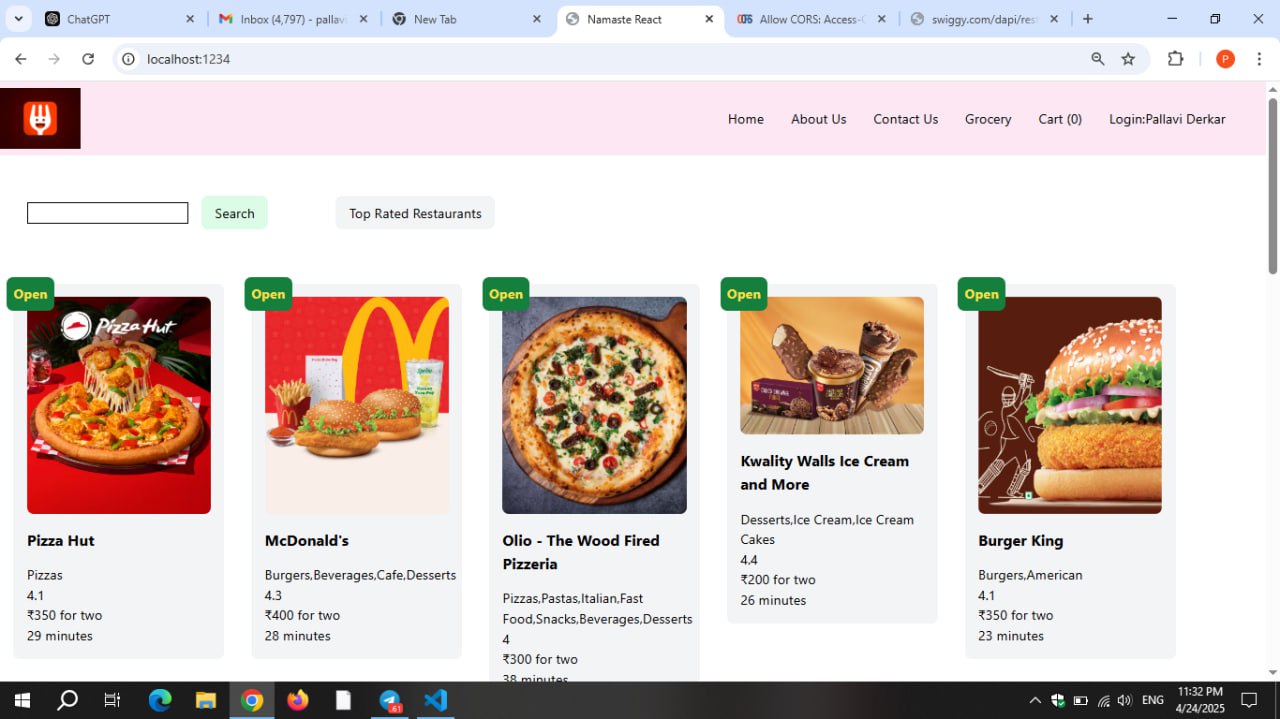 ChatGPT
Inbox (4,797) - pallavi
New Tab
Namaste React
Allow CORS: Access-C
swiggy.com/dapi/rest
localhost:1234
P
Home
About Us
Contact Us
Grocery
Cart (0)
Login:Pallavi Derkar
Search
Top Rated Restaurants
Open
Pizza Hut
Pizza Hut
Pizzas
4.1
₹350 for two
29 minutes
Open
McDonald's
Burgers,Beverages,Cafe,Desserts
4.3
₹400 for two
28 minutes
Open
Olio - The Wood Fired
Pizzeria
Pizzas,Pastas,Italian,Fast
Food,Snacks,Beverages,Desserts
4
₹300 for two
38 minutes
Open
Kwality Walls Ice Cream
and More
Desserts,Ice Cream,Ice Cream
Cakes
4.4
₹200 for two
26 minutes
Open
Burger King
Burgers,American
4.1
₹350 for two
23 minutes
61
ENG
11:32 PM
4/24/2025